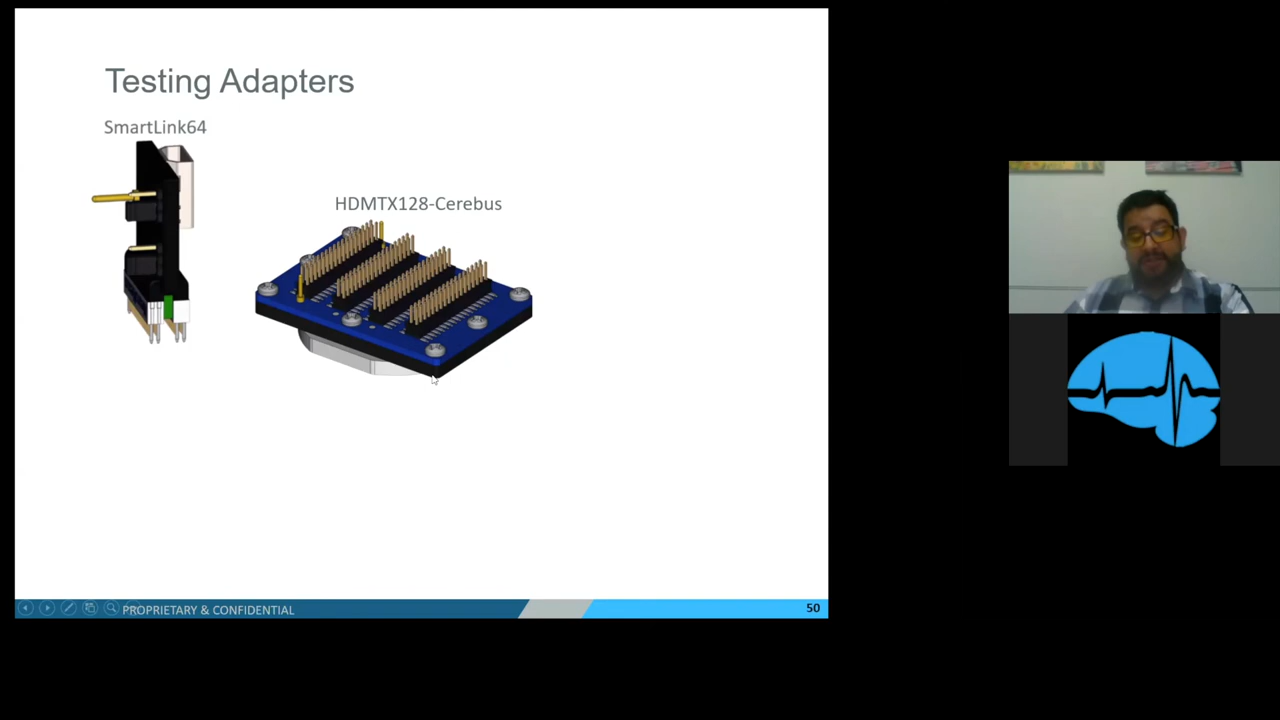 Testing Adapters
SmartLink64
HDMTX128-Cerebus
PROPRIETARY & CONFIDENTIAL
50